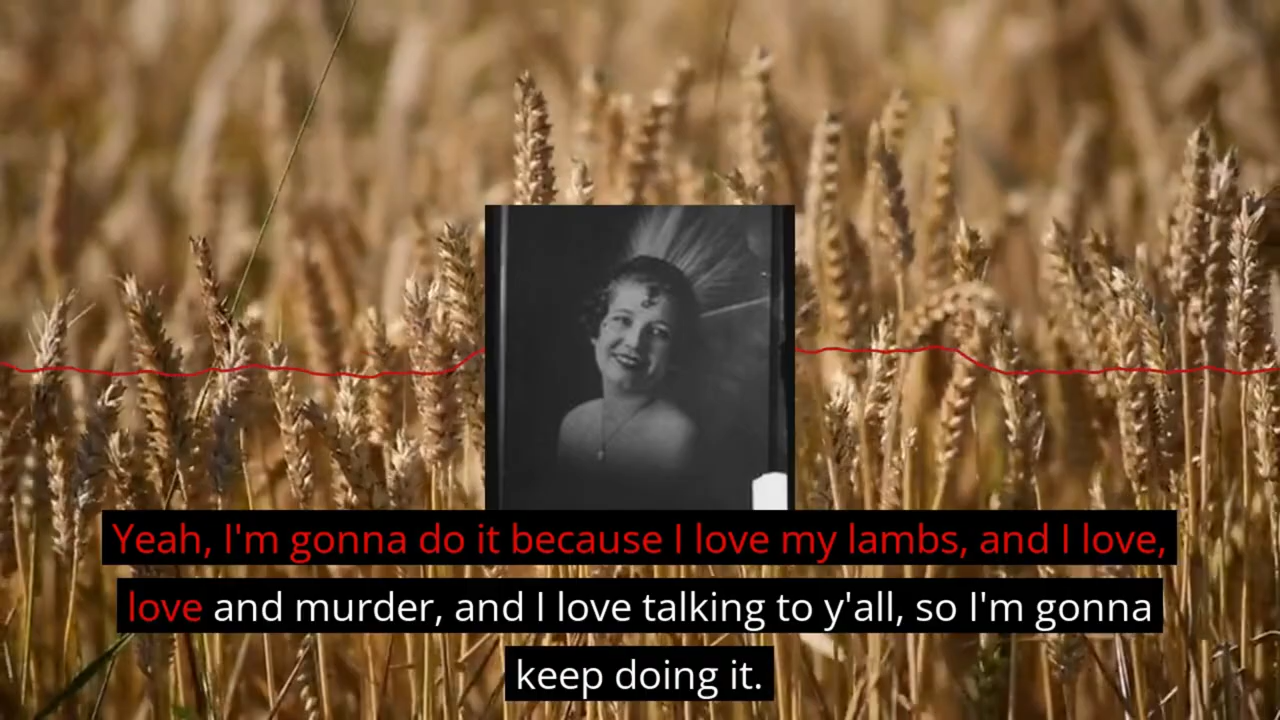 Yeah, I'm gonna do it because I love my lambs, and I love,
love and murder, and I love talking to y'all, so I'm gonna
keep doing it.